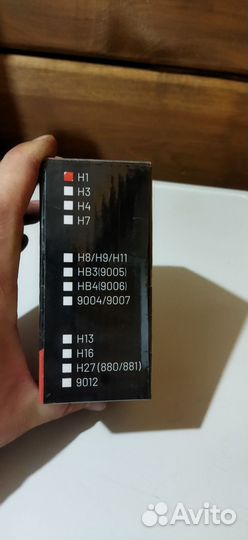 H1
H3
H4
H7
H8/H9/H11
HB3(9005)
HB4(9006)
9004/9007
H13
H16
H27(880/881)
9012
Avito